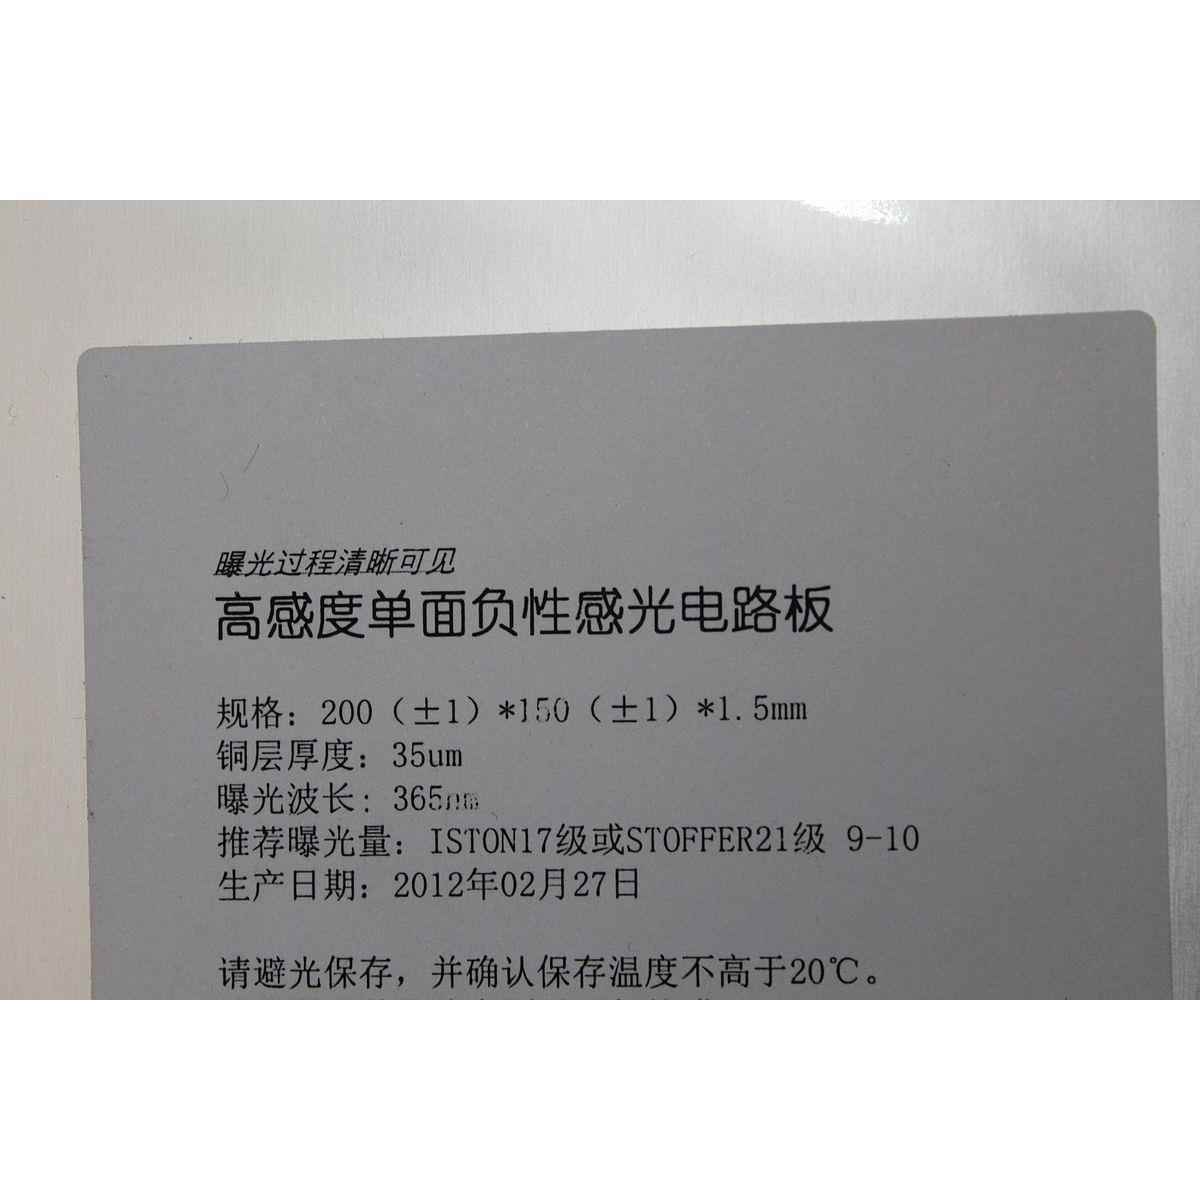 曝光过程清晰可见
高感度单面负性感光电路板
规格：200（±1）*150（±1）*1.5mm
铜层厚度：35um
曝光波长：365nm
推荐曝光量：ISTON17级或STOFFER21级 9-10
生产日期：2012年02月27日
请避光保存，并确认保存温度不高于20℃。